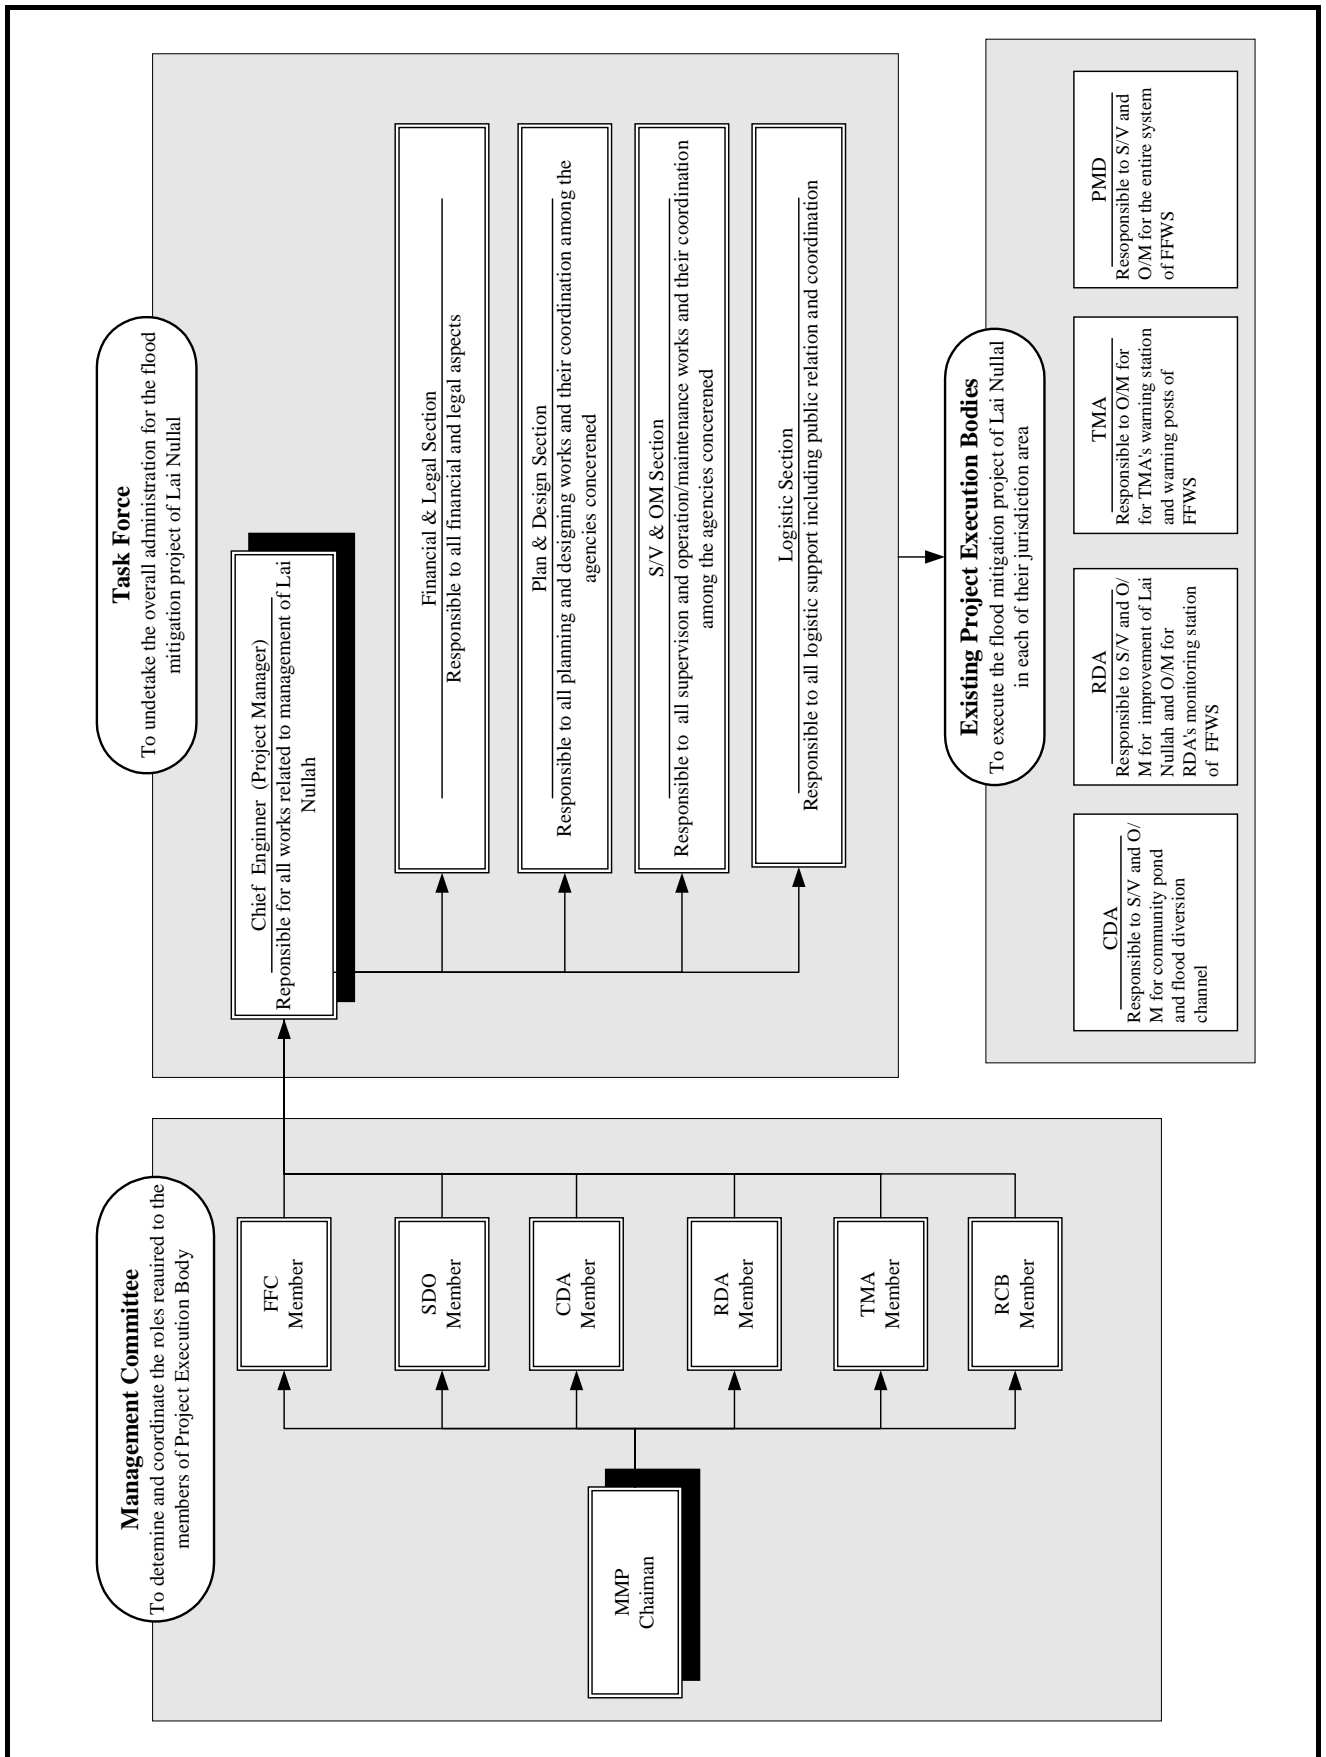 Management Committee
To detemine and coordinate the roles reauired to the
members of Project Execution Body
MMP
Chaiman
FFC
Member
SDO
Member
CDA
Member
RDA
Member
TMA
Member
RCB
Member
Task Force
To undetake the overall administration for the flood
mitigation project of Lai Nullal
Chief Enginner (Project Manager)
Reponsible for all works related to management of Lai
Nullah
Financial & Legal Section
Responsible to all financial and legal aspects
Plan & Design Section
Responsible to all planning and designing works and their coordination among the
agencies concerened
S/V & OM Section
Responsible to all supervison and operation/maintenance works and their coordination
among the agencies concerened
Logistic Section
Responsible to all logistic support including public relation and coordination
Existing Project Execution Bodies
To execute the flood mitigation project of Lai Nullal
in each of their jurisdiction area
CDA
Responsible to S/V and O/
M for community pond
and flood diversion
channel
RDA
Responsible to S/V and O/
M for improvement of Lai
Nullah and O/M for
RDA's monitoring station
of FFWS
TMA
Responsible to O/M for
for TMA's warning station
and warning posts of
FFWS
PMD
Resoponsible to S/V and
O/M for the entire system
of FFWS